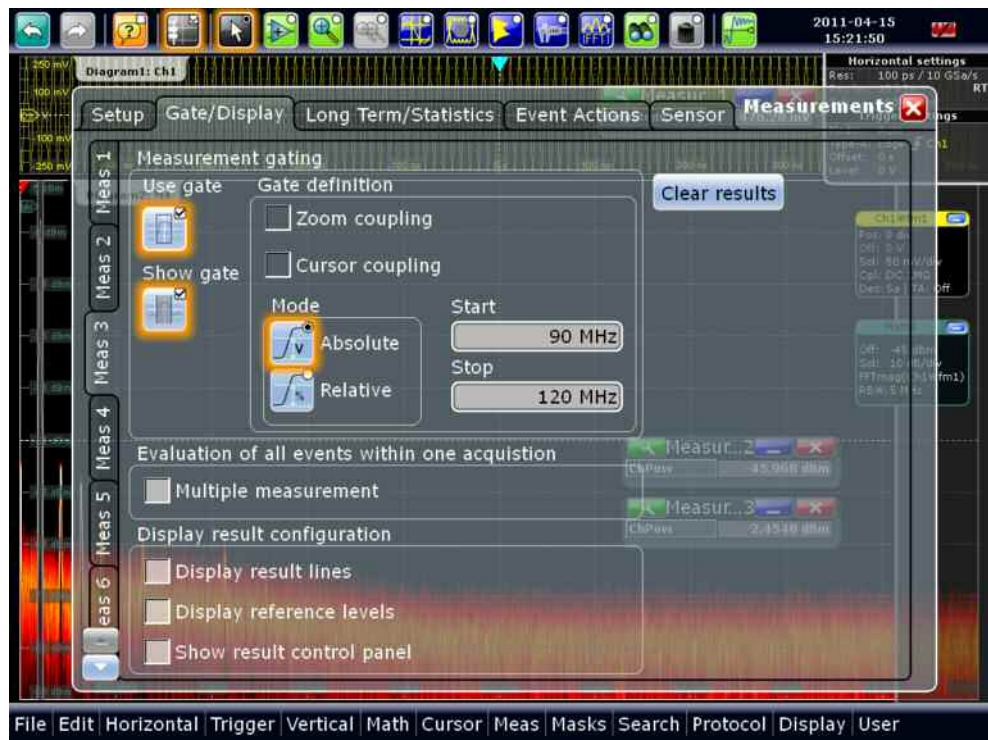 2011-04-15
15:21:50
Diagram1: Ch1
Horizontal settings
Res: 100 ps / 10 GSa/s
RT
Measurements
Setup
Gate/Display
Long Term/Statistics
Event Actions
Sensor
Meas 1
Meas 2
Meas 3
Meas 4
Meas 5
eas 6
Measurement gating
Use gate
Show gate
Gate definition
Zoom coupling
Cursor coupling
Mode
Absolute
Relative
Start
90 MHz
Stop
120 MHz
Clear results
Evaluation of all events within one acquistion
Multiple measurement
Measur...2
Measur...3
Display result configuration
Display result lines
Display reference levels
Show result control panel
File Edit Horizontal Trigger Vertical Math Cursor Meas Masks Search Protocol Display User